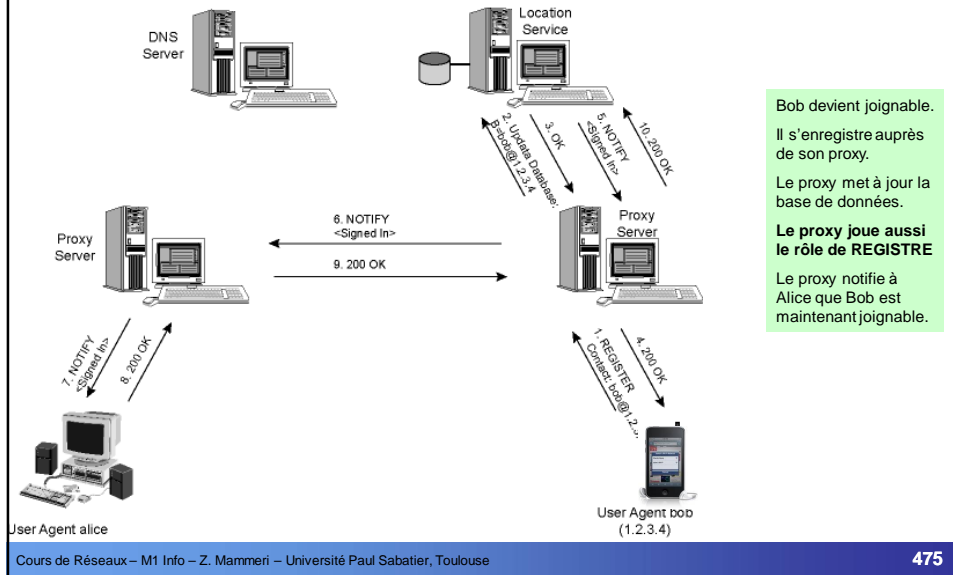 DNS
Server
Location
Service
2. Updata Database:
B=bob@1.2.3.4
3. OK
5. NOTIFY
<Signed In>
10. 200 OK
Bob devient joignable.
Il s'enregistre auprès
de son proxy.
Le proxy met à jour la
base de données.
Le proxy joue aussi
le rôle de REGISTRE
Le proxy notifie à
Alice que Bob est
maintenant joignable.
Proxy
Server
6. NOTIFY
<Signed In>
9. 200 OK
Proxy
Server
7. NOTIFY
<Signed In>
8. 200 OK
1. REGISTER
Contact: bob@1.2.3.
4. 200 OK
User Agent alice
User Agent bob
(1.2.3.4)
Cours de Réseaux – M1 Info – Z. Mammeri – Université Paul Sabatier, Toulouse
475